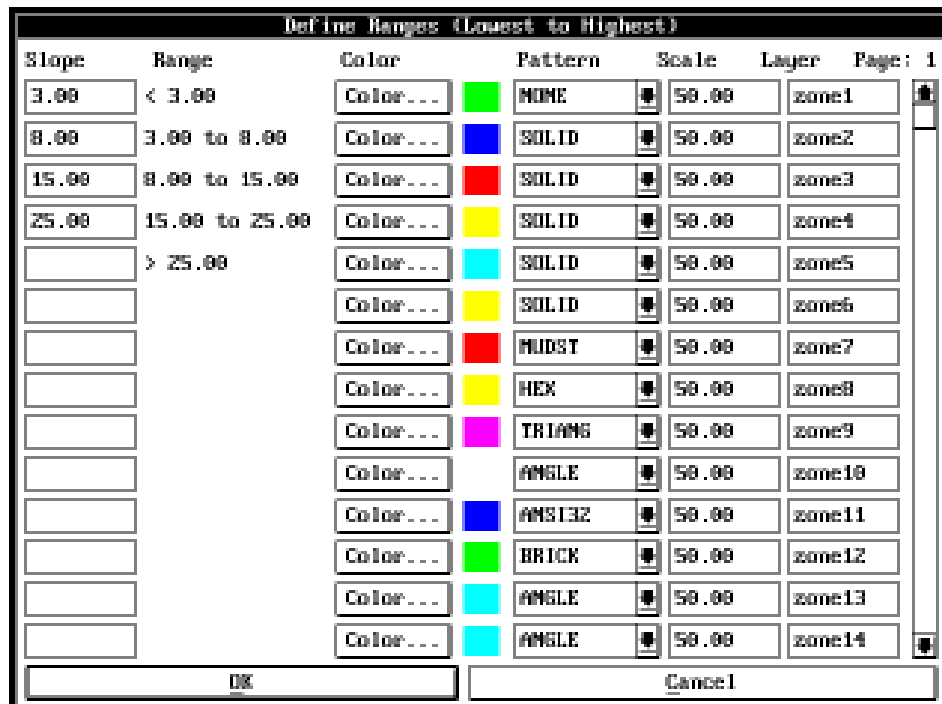 Define Ranges (Lowest to Highest)
Slope Range Color Pattern Scale Layer Page: 1
3.00 < 3.00 Color... NONE 50.00 zone1
8.00 3.00 to 8.00 Color... SOLID 50.00 zone2
15.00 8.00 to 15.00 Color... SOLID 50.00 zone3
25.00 15.00 to 25.00 Color... SOLID 50.00 zone4
> 25.00 Color... SOLID 50.00 zone5
Color... SOLID 50.00 zone6
Color... MUDST 50.00 zone7
Color... HEX 50.00 zone8
Color... TRIANG 50.00 zone9
Color... ANGLE 50.00 zone10
Color... ANSI32 50.00 zone11
Color... BRICK 50.00 zone12
Color... ANGLE 50.00 zone13
Color... ANGLE 50.00 zone14
OK Cancel